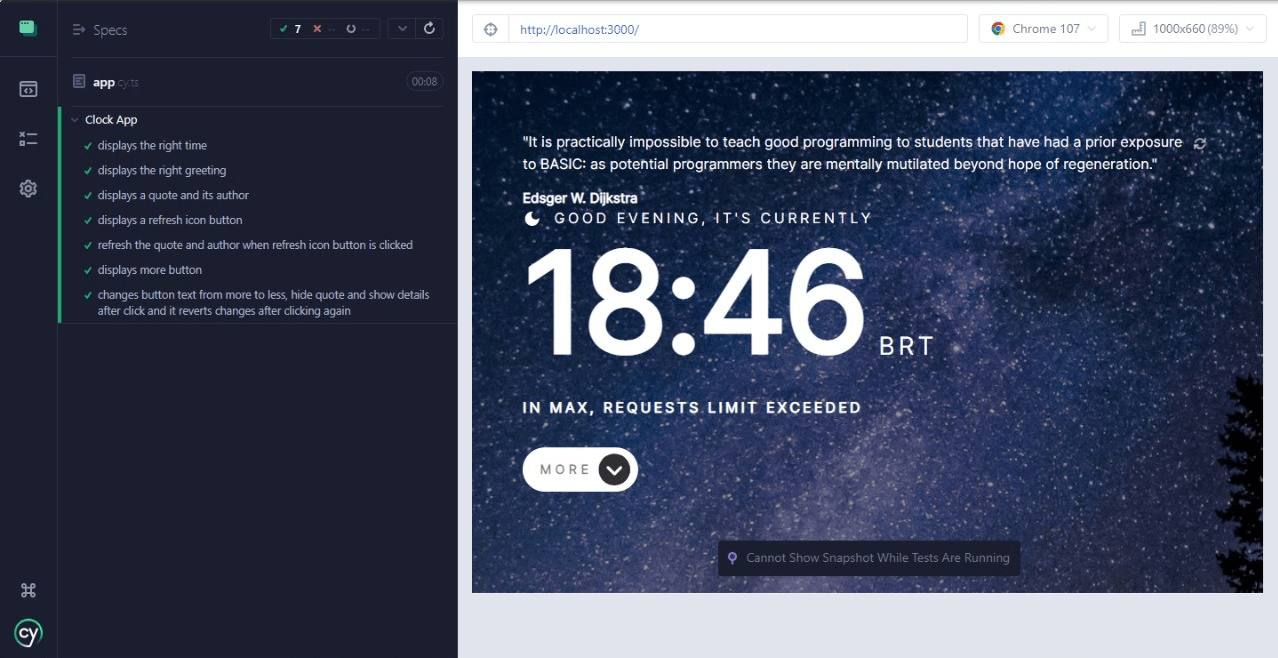 Specs
7 -- --
app cy.ts
00:08
Clock App
displays the right time
displays the right greeting
displays a quote and its author
displays a refresh icon button
refresh the quote and author when refresh icon button is clicked
displays more button
changes button text from more to less, hide quote and show details
after click and it reverts changes after clicking again
cy
http://localhost:3000/
Chrome 107
1000x660 (89%)
"It is practically impossible to teach good programming to students that have had a prior exposure
to BASIC: as potential programmers they are mentally mutilated beyond hope of regeneration."
Edsger W. Dijkstra
GOOD EVENING, IT'S CURRENTLY
18:46 BRT
IN MAX, REQUESTS LIMIT EXCEEDED
MORE
Cannot Show Snapshot While Tests Are Running